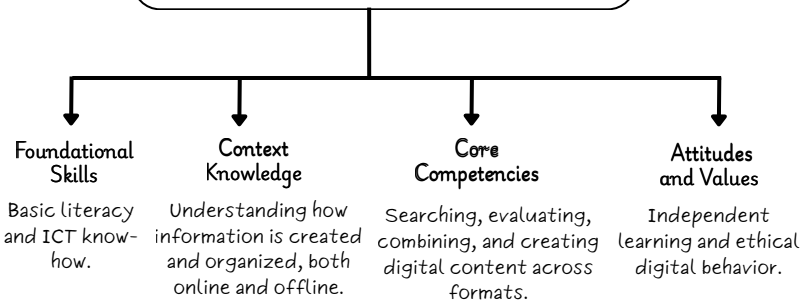 Foundational
Skills
Basic literacy
and ICT know-
how.
Context
Knowledge
Understanding how
information is created
and organized, both
online and offline.
Core
Competencies
Searching, evaluating,
combining, and creating
digital content across
formats.
Attitudes
and Values
Independent
learning and ethical
digital behavior.